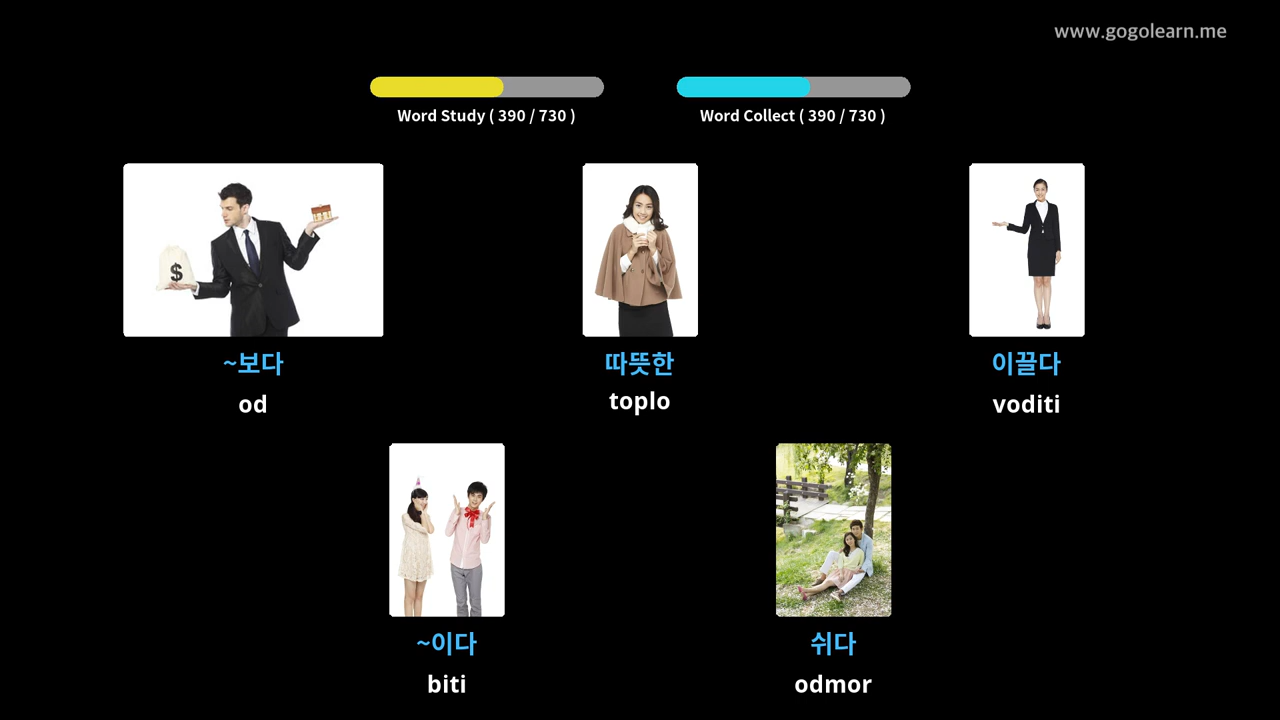 www.gogolearn.me
Word Study ( 390 / 730 )
Word Collect ( 390 / 730 )
$
~보다
od
따뜻한
toplo
이끌다
voditi
~이다
biti
쉬다
odmor